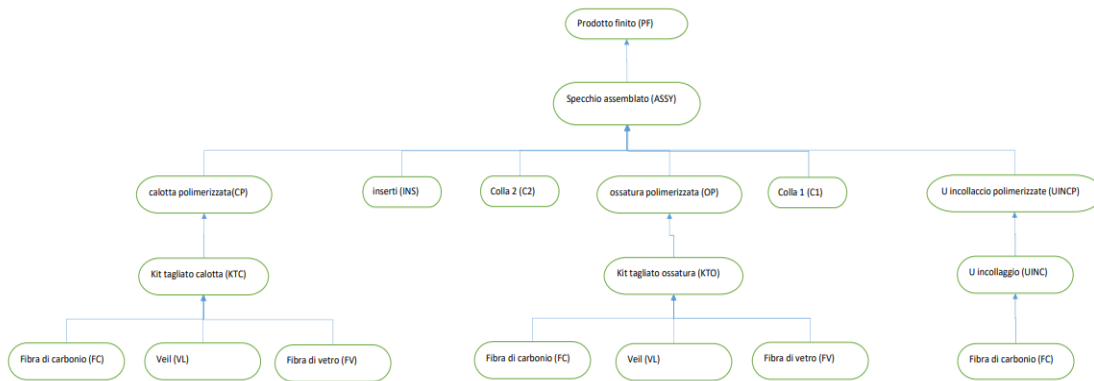 Prodotto finito (PF)
Specchio assemblato (ASSY)
calotta polimerizzata(CP)
inserti (INS)
Colla 2 (C2)
ossatura polimerizzata (OP)
Colla 1 (C1)
U incollaccio polimerizzate (UINCP)
Kit tagliato calotta (KTC)
Kit tagliato ossatura (KTO)
U incollaggio (UINC)
Fibra di carbonio (FC)
Veil (VL)
Fibra di vetro (FV)
Fibra di carbonio (FC)
Veil (VL)
Fibra di vetro (FV)
Fibra di carbonio (FC)